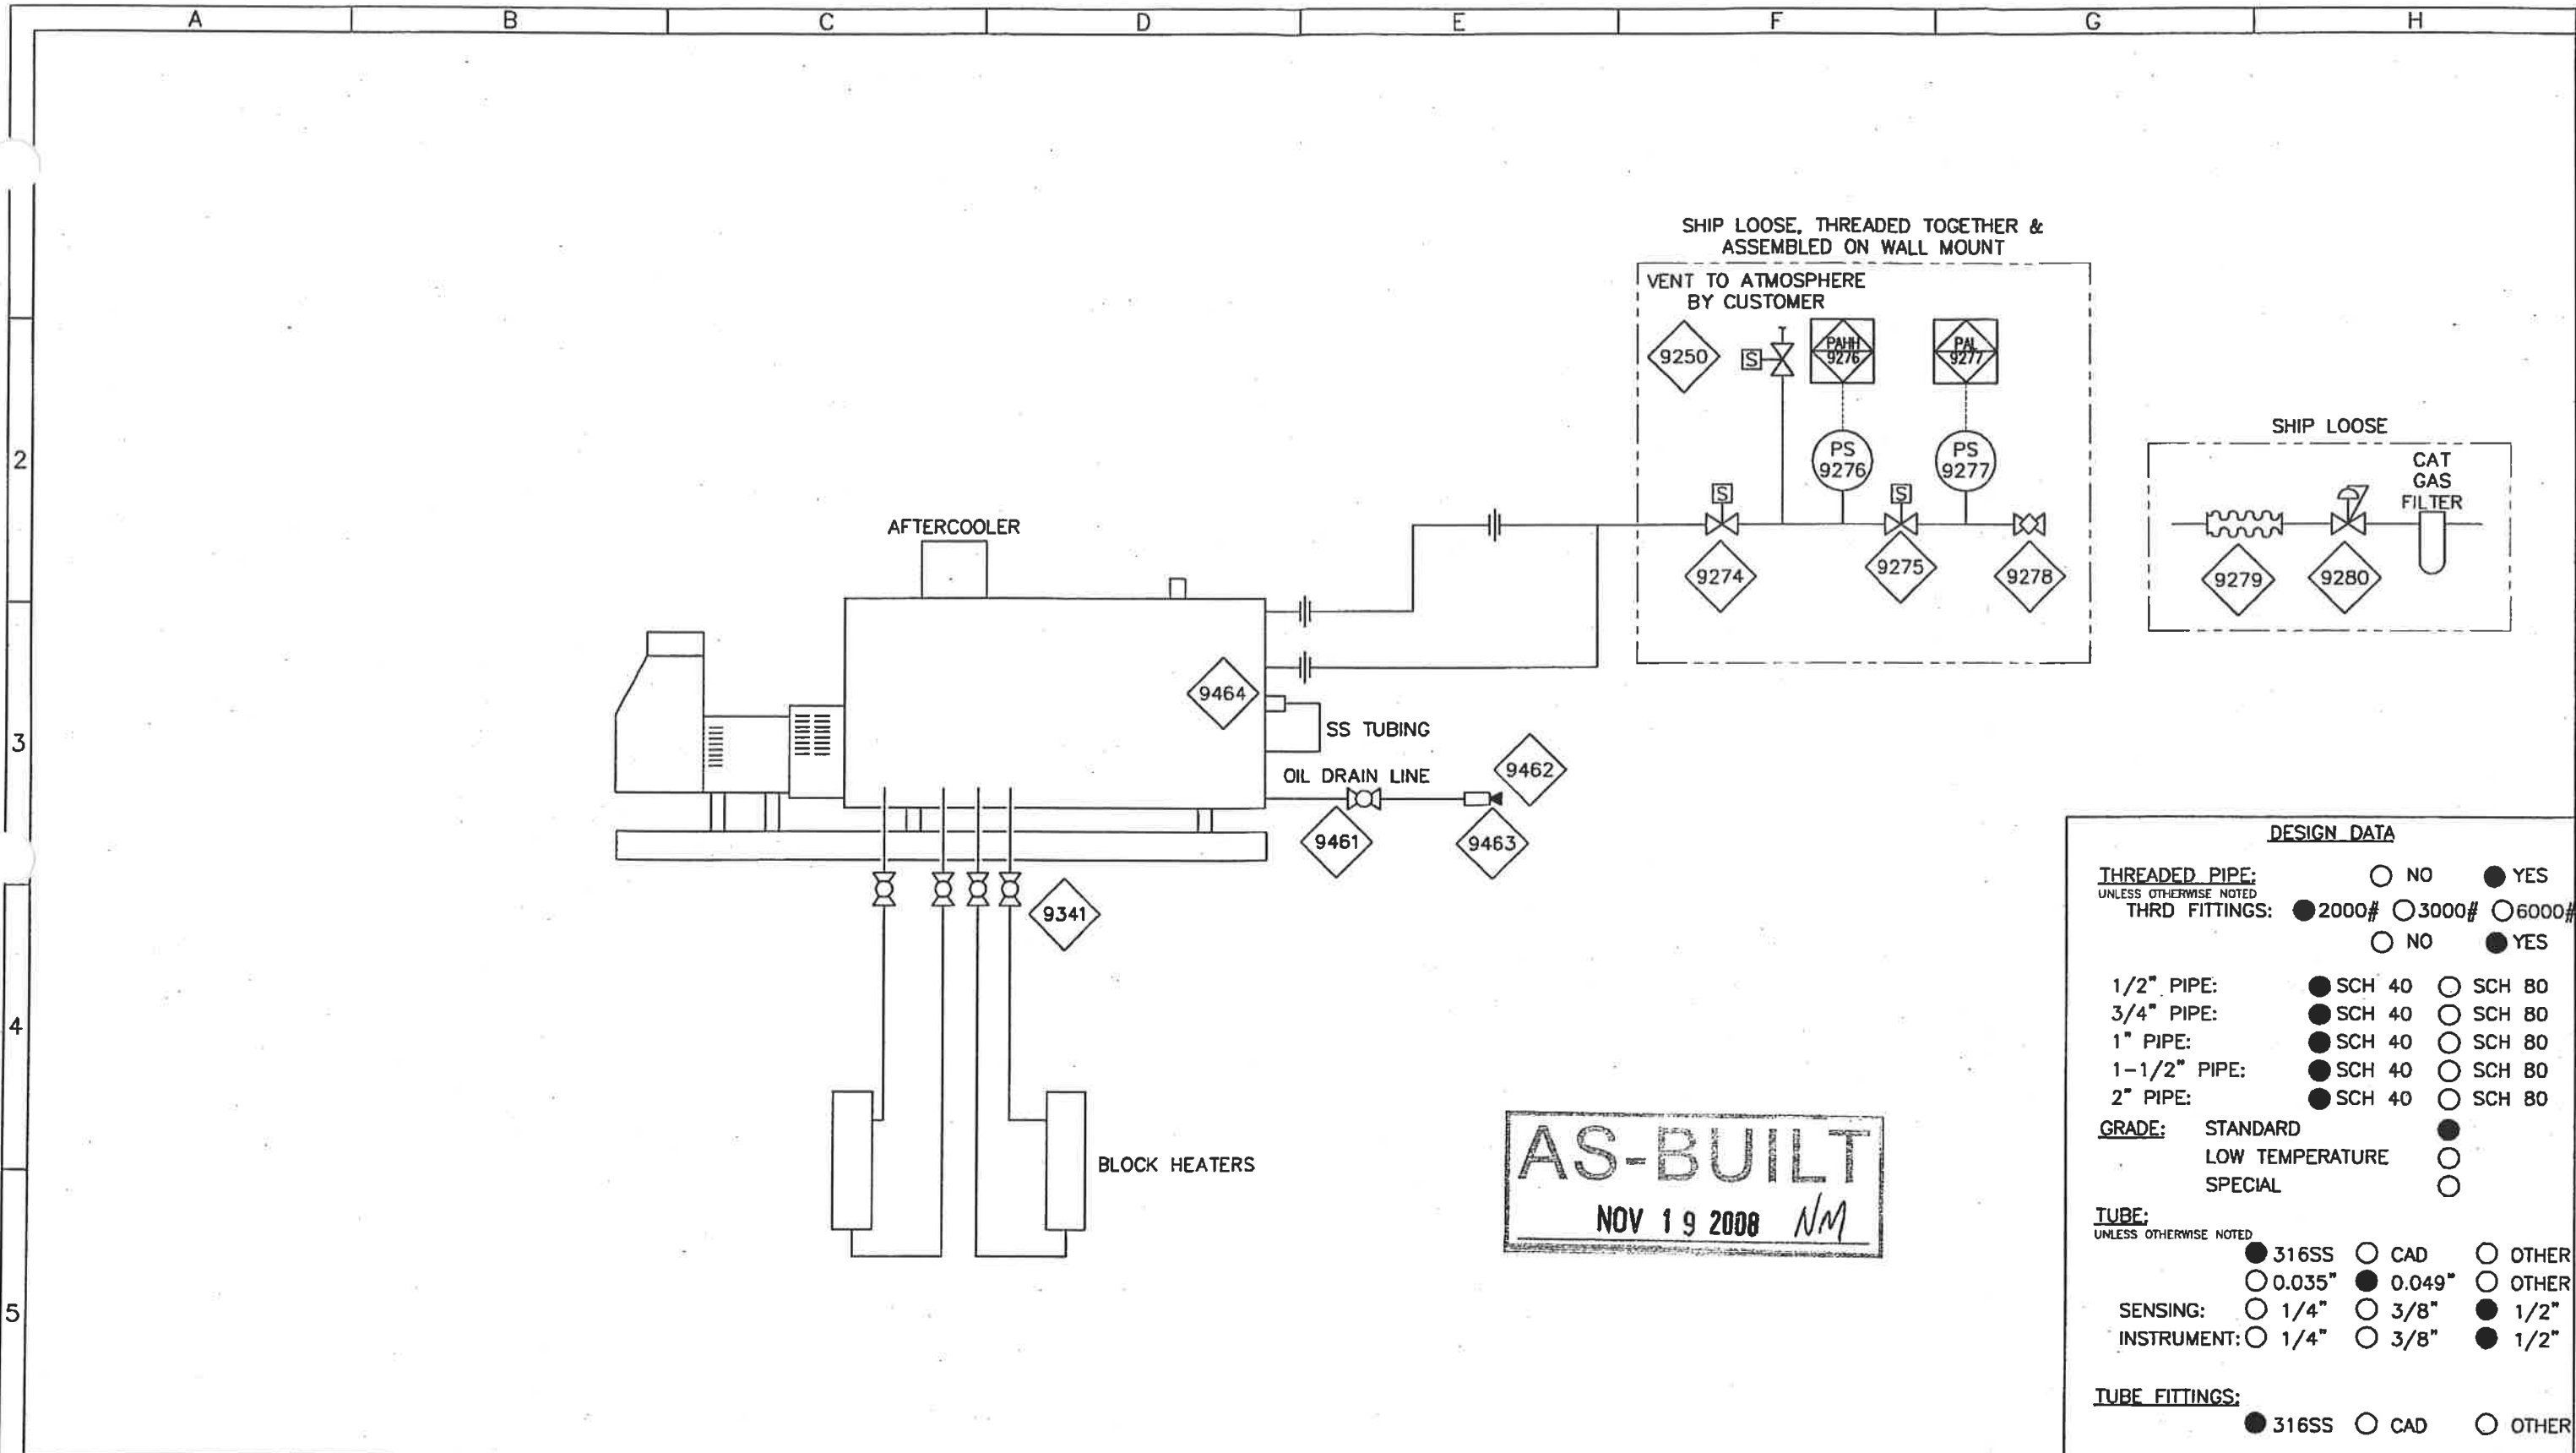 A B C D E F G H
2
3
4
5
SHIP LOOSE, THREADED TOGETHER &
ASSEMBLED ON WALL MOUNT
VENT TO ATMOSPHERE
BY CUSTOMER
9250
S
PAHH
9276
PAL
9277
PS
9276
PS
9277
S
S
9274
9275
9278
SHIP LOOSE
CAT
GAS
FILTER
9279
9280
AFTERCOOLER
9464
SS TUBING
OIL DRAIN LINE
9462
9461
9463
9341
BLOCK HEATERS
AS-BUILT
NOV 19 2008 NM
DESIGN DATA
THREADED PIPE: NO YES
UNLESS OTHERWISE NOTED
THRD FITTINGS: 2000# 3000# 6000#
NO YES
1/2" PIPE: SCH 40 SCH 80
3/4" PIPE: SCH 40 SCH 80
1" PIPE: SCH 40 SCH 80
1-1/2" PIPE: SCH 40 SCH 80
2" PIPE: SCH 40 SCH 80
GRADE: STANDARD
LOW TEMPERATURE
SPECIAL
TUBE:
UNLESS OTHERWISE NOTED
316SS CAD OTHER
0.035" 0.049" OTHER
SENSING: 1/4" 3/8" 1/2"
INSTRUMENT: 1/4" 3/8" 1/2"
TUBE FITTINGS:
316SS CAD OTHER